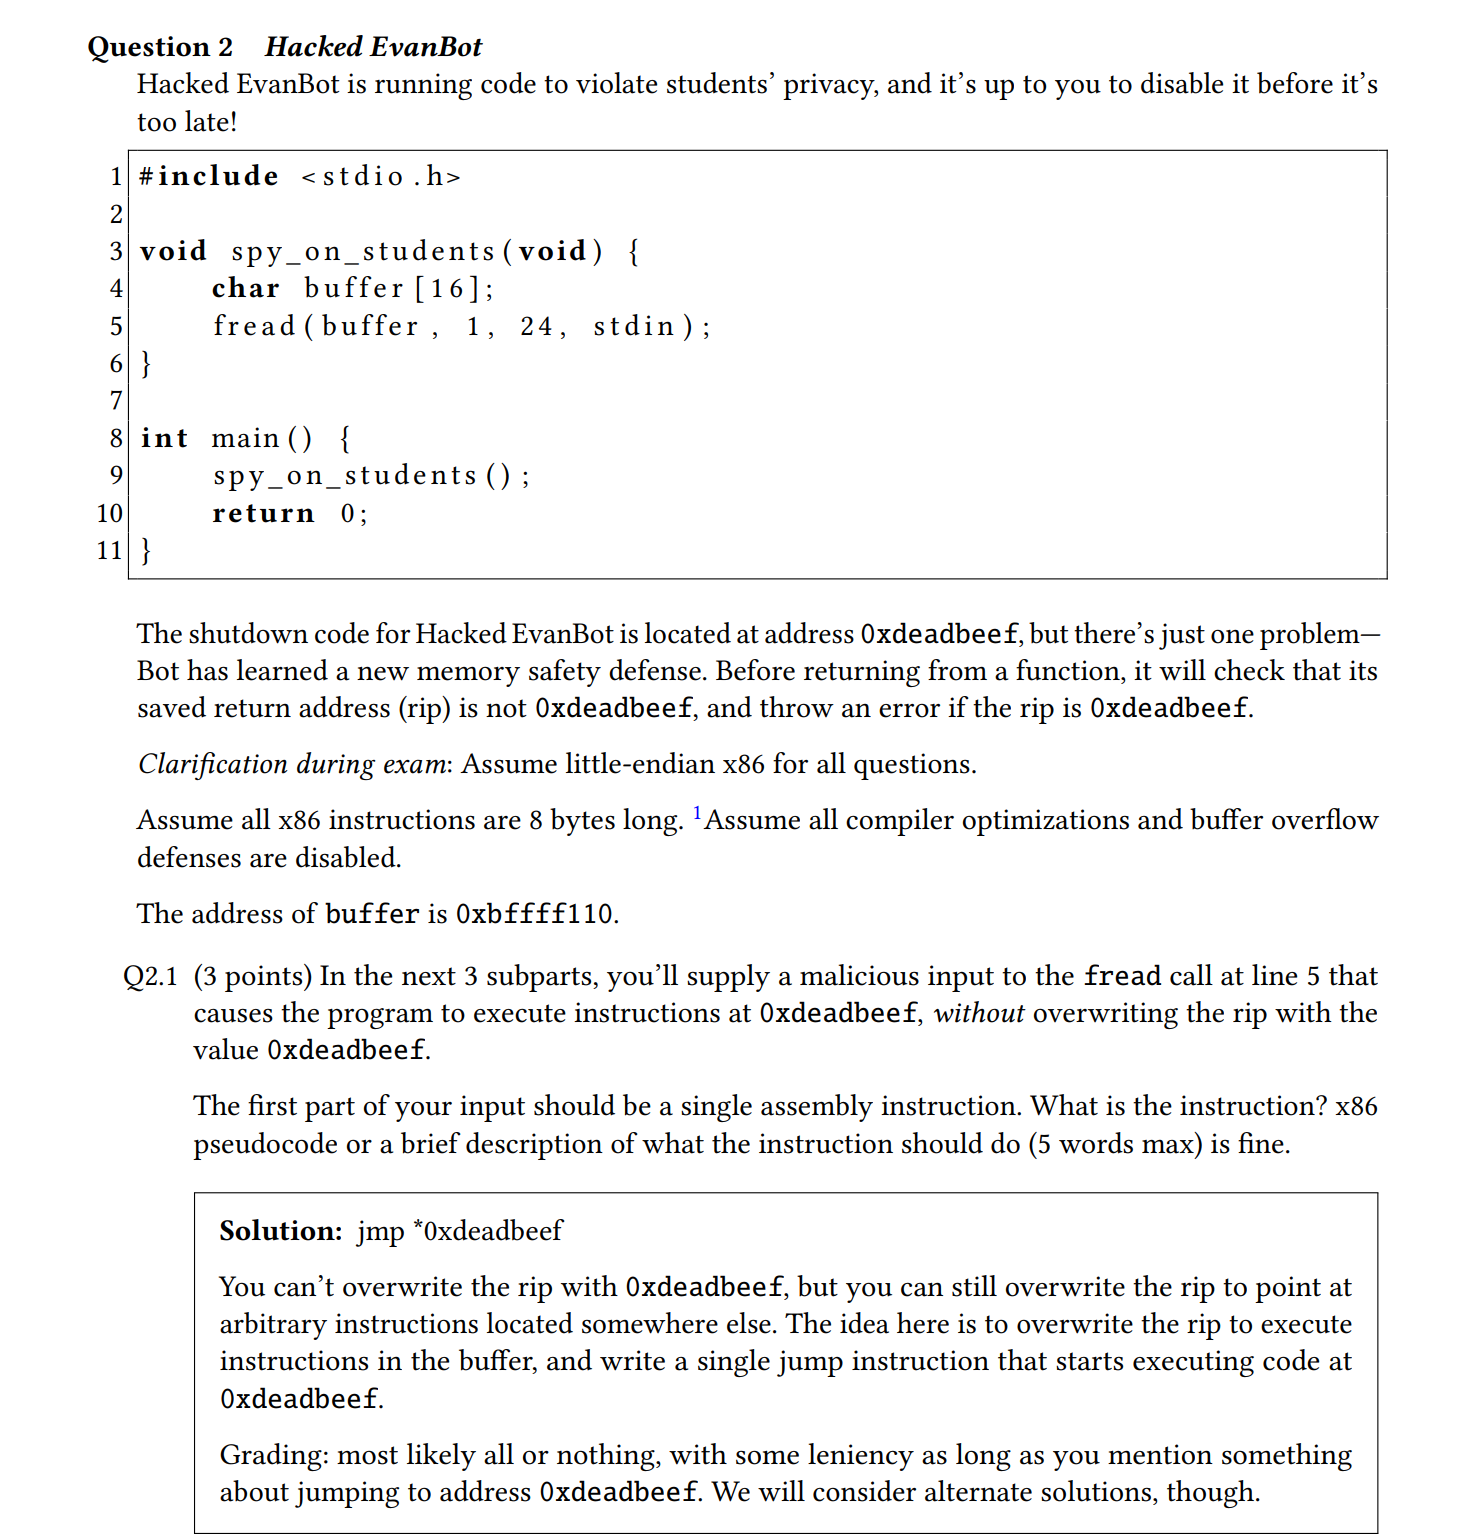 Question 2 Hacked EvanBot
Hacked EvanBot is running code to violate students’ privacy, and it’s up to you to disable it before it’s
too late!
1 #include <stdio.h>
2
3 void spy_on_students(void) {
4 char buffer[16];
5 fread(buffer, 1, 24, stdin);
6 }
7
8 int main() {
9 spy_on_students();
10 return 0;
11 }
The shutdown code for Hacked EvanBot is located at address 0xdeadbeef, but there’s just one problem—
Bot has learned a new memory safety defense. Before returning from a function, it will check that its
saved return address (rip) is not 0xdeadbeef, and throw an error if the rip is 0xdeadbeef.
Clarification during exam: Assume little-endian x86 for all questions.
Assume all x86 instructions are 8 bytes long. 1Assume all compiler optimizations and buffer overflow
defenses are disabled.
The address of buffer is 0xbffff110.
Q2.1 (3 points) In the next 3 subparts, you’ll supply a malicious input to the fread call at line 5 that
causes the program to execute instructions at 0xdeadbeef, without overwriting the rip with the
value 0xdeadbeef.
The first part of your input should be a single assembly instruction. What is the instruction? x86
pseudocode or a brief description of what the instruction should do (5 words max) is fine.
Solution: jmp *0xdeadbeef
You can’t overwrite the rip with 0xdeadbeef, but you can still overwrite the rip to point at
arbitrary instructions located somewhere else. The idea here is to overwrite the rip to execute
instructions in the buffer, and write a single jump instruction that starts executing code at
0xdeadbeef.
Grading: most likely all or nothing, with some leniency as long as you mention something
about jumping to address 0xdeadbeef. We will consider alternate solutions, though.